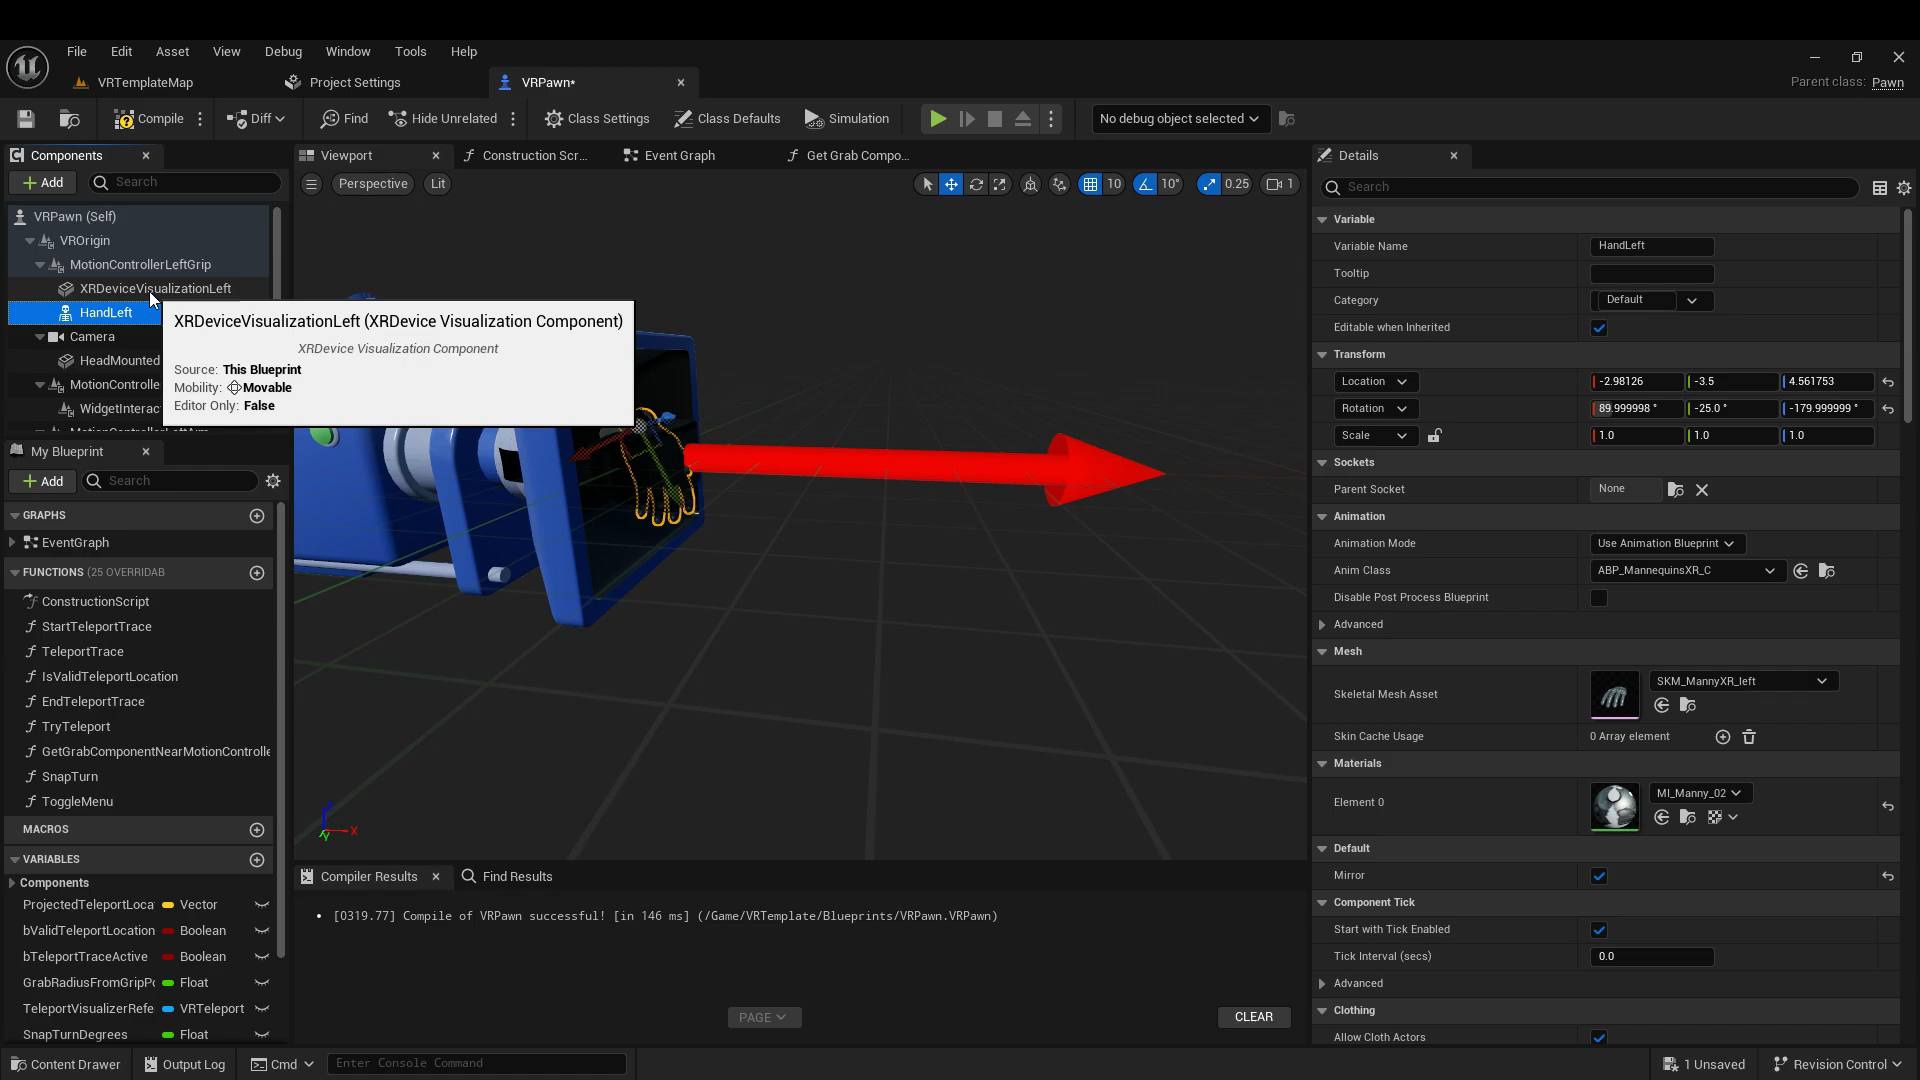 File Edit Asset View Debug Window Tools Help
VRTemplateMap
Project Settings
VRPawn*
Parent class: Pawn
Compile
Diff
Find
Hide Unrelated
Class Settings
Class Defaults
Simulation
No debug object selected
Components
Add
Search
VRPawn (Self)
VROrigin
MotionControllerLeftGrip
XRDeviceVisualizationLeft
HandLeft
Camera
HeadMounted
MotionControlle
WidgetInterac
XRDeviceVisualizationLeft (XRDevice Visualization Component)
XRDevice Visualization Component
Source: This Blueprint
Mobility: Movable
Editor Only: False
My Blueprint
Add
Search
GRAPHS
EventGraph
FUNCTIONS (25 OVERRIDAB
ConstructionScript
StartTeleportTrace
TeleportTrace
IsValidTeleportLocation
EndTeleportTrace
TryTeleport
GetGrabComponentNearMotionControlle
SnapTurn
ToggleMenu
MACROS
VARIABLES
Components
ProjectedTeleportLoca Vector
bValidTeleportLocation Boolean
bTeleportTraceActive Boolean
GrabRadiusFromGripPo Float
TeleportVisualizerRefe VRTeleport
SnapTurnDegrees Float
Viewport
Construction Scr...
Event Graph
Get Grab Compo...
Perspective
Lit
10
10°
0.25
1
X
Y
Compiler Results
Find Results
[0319.77] Compile of VRPawn successful! [in 146 ms] (/Game/VRTemplate/Blueprints/VRPawn.VRPawn)
PAGE
CLEAR
Details
Search
Variable
Variable Name HandLeft
Tooltip
Category Default
Editable when Inherited
Transform
Location -2.98126 -3.5 4.561753
Rotation 89.999998 ° -25.0 ° -179.999999 °
Scale 1.0 1.0 1.0
Sockets
Parent Socket None
Animation
Animation Mode Use Animation Blueprint
Anim Class ABP_MannequinsXR_C
Disable Post Process Blueprint
Advanced
Mesh
Skeletal Mesh Asset SKM_MannyXR_left
Skin Cache Usage 0 Array element
Materials
Element 0 MI_Manny_02
Default
Mirror
Component Tick
Start with Tick Enabled
Tick Interval (secs) 0.0
Advanced
Clothing
Allow Cloth Actors
Content Drawer
Output Log
Cmd
Enter Console Command
1 Unsaved
Revision Control